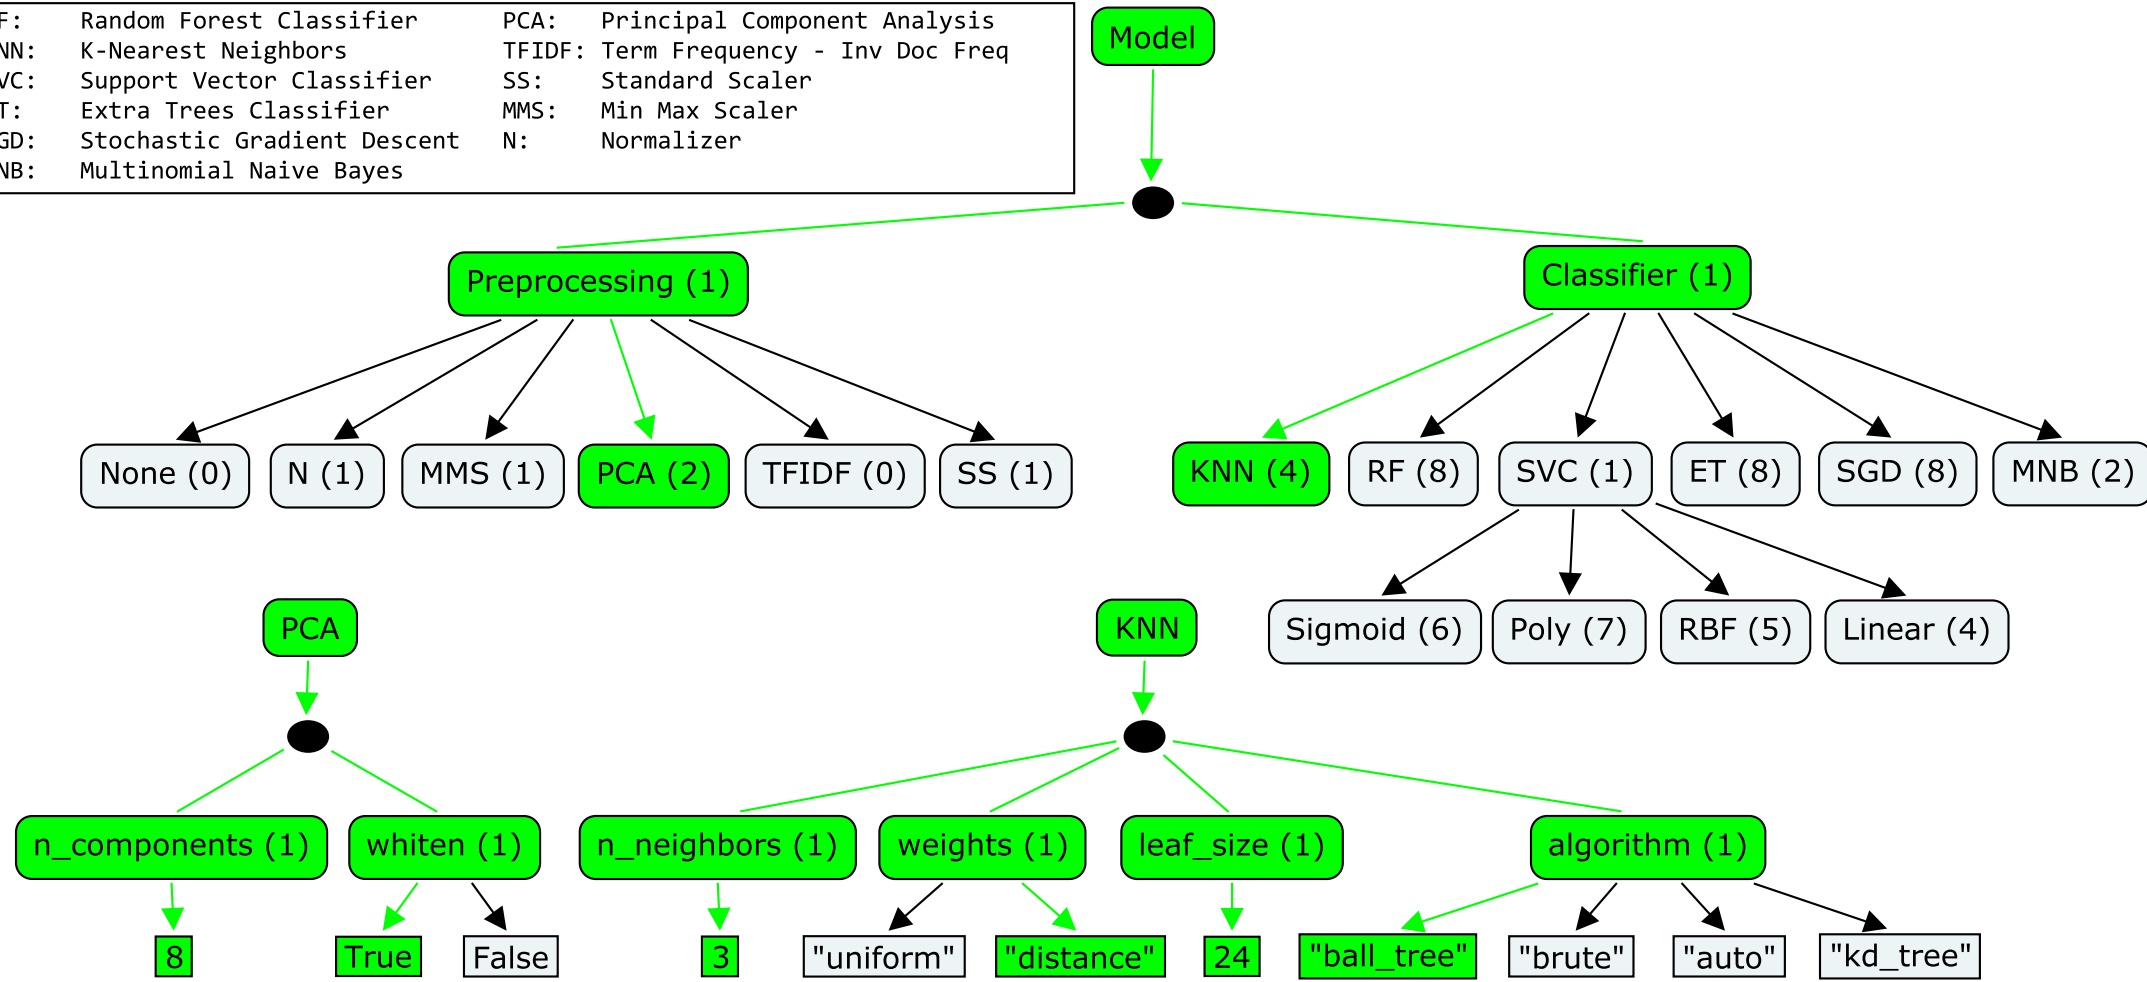 F: Random Forest Classifier PCA: Principal Component Analysis
NN: K-Nearest Neighbors TFIDF: Term Frequency - Inv Doc Freq
VC: Support Vector Classifier SS: Standard Scaler
T: Extra Trees Classifier MMS: Min Max Scaler
GD: Stochastic Gradient Descent N: Normalizer
NB: Multinomial Naive Bayes
Model
Preprocessing (1)
Classifier (1)
None (0)
N (1)
MMS (1)
PCA (2)
TFIDF (0)
SS (1)
KNN (4)
RF (8)
SVC (1)
ET (8)
SGD (8)
MNB (2)
Sigmoid (6)
Poly (7)
RBF (5)
Linear (4)
PCA
KNN
n_components (1)
whiten (1)
n_neighbors (1)
weights (1)
leaf_size (1)
algorithm (1)
8
True
False
3
"uniform"
"distance"
24
"ball_tree"
"brute"
"auto"
"kd_tree"